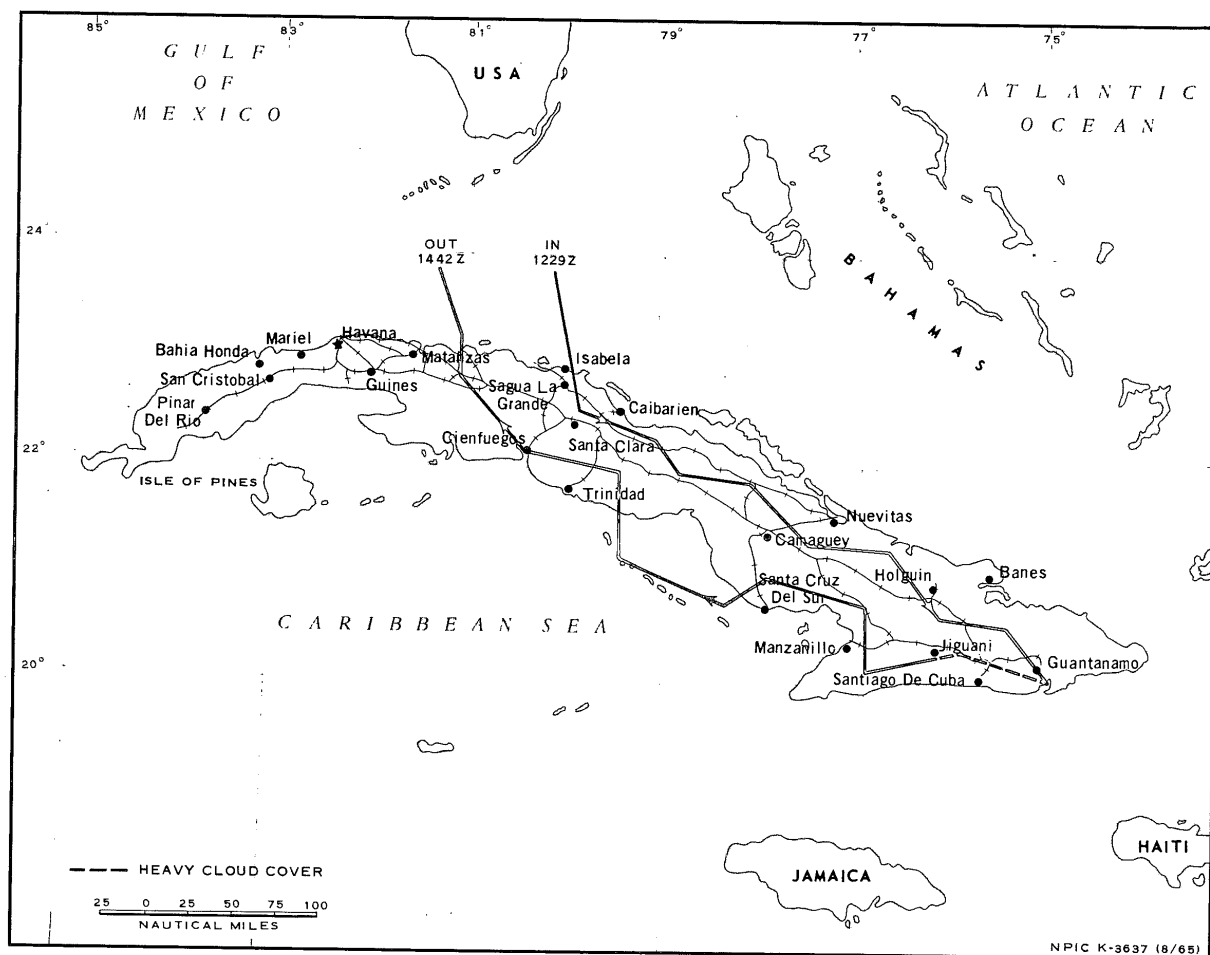 85°
83°
81°
79°
77°
75°
GULF
OF
MEXICO
USA
ATLANTIC
OCEAN
24°
OUT
1442Z
IN
1229Z
BAHAMAS
Havana
Mariel
Bahia Honda
Matanzas
Isabela
San Cristobal
Guines
Sagua La
Grande
Pinar
Del Rio
Caibarien
22°
Cienfuegos
Santa Clara
ISLE OF PINES
Trinidad
Nuevitas
Camaguey
Holguin
Banes
Santa Cruz
Del Sur
CARIBBEAN SEA
20°
Manzanillo
Jiguani
Guantanamo
Santiago De Cuba
HAITI
JAMAICA
HEAVY CLOUD COVER
25 0 25 50 75 100
NAUTICAL MILES
NPIC K-3637 (8/65)